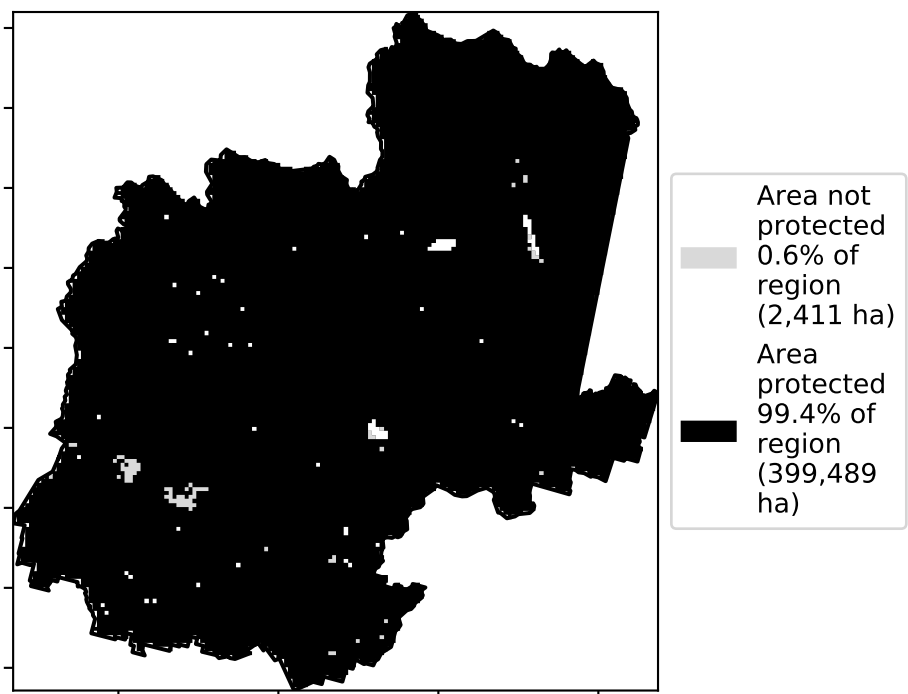 Area not
protected
0.6% of
region
(2,411 ha)
Area
protected
99.4% of
region
(399,489
ha)